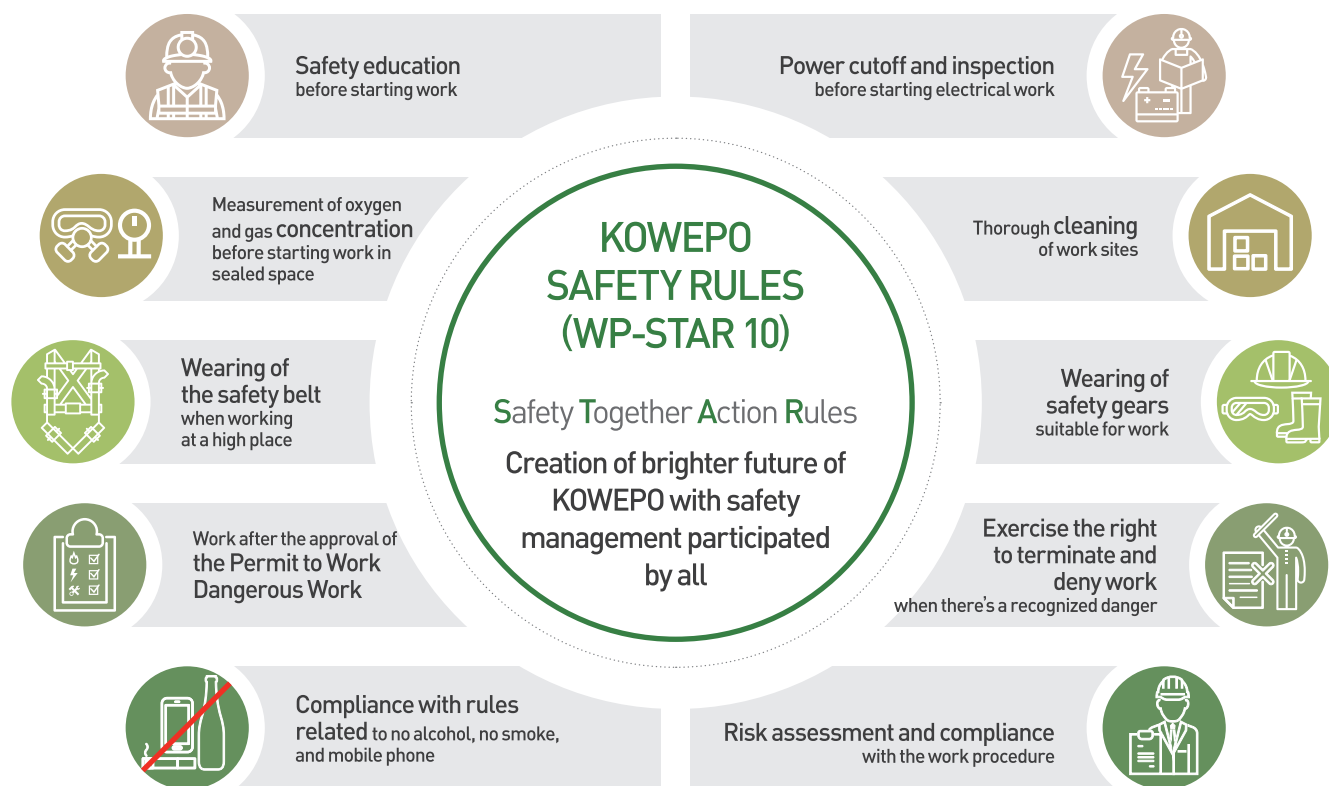 Safety education
before starting work
Measurement of oxygen
and gas concentration
before starting work in
sealed space
Wearing of
the safety belt
when working
at a high place
Work after the approval of
the Permit to Work
Dangerous Work
Compliance with rules
related to no alcohol, no smoke,
and mobile phone
KOWEPO
SAFETY RULES
(WP-STAR 10)
Safety Together Action Rules
Creation of brighter future of
KOWEPO with safety
management participated
by all
Power cutoff and inspection
before starting electrical work
Thorough cleaning
of work sites
Wearing of
safety gears
suitable for work
Exercise the right
to terminate and
deny work
when there's a recognized danger
Risk assessment and compliance
with the work procedure